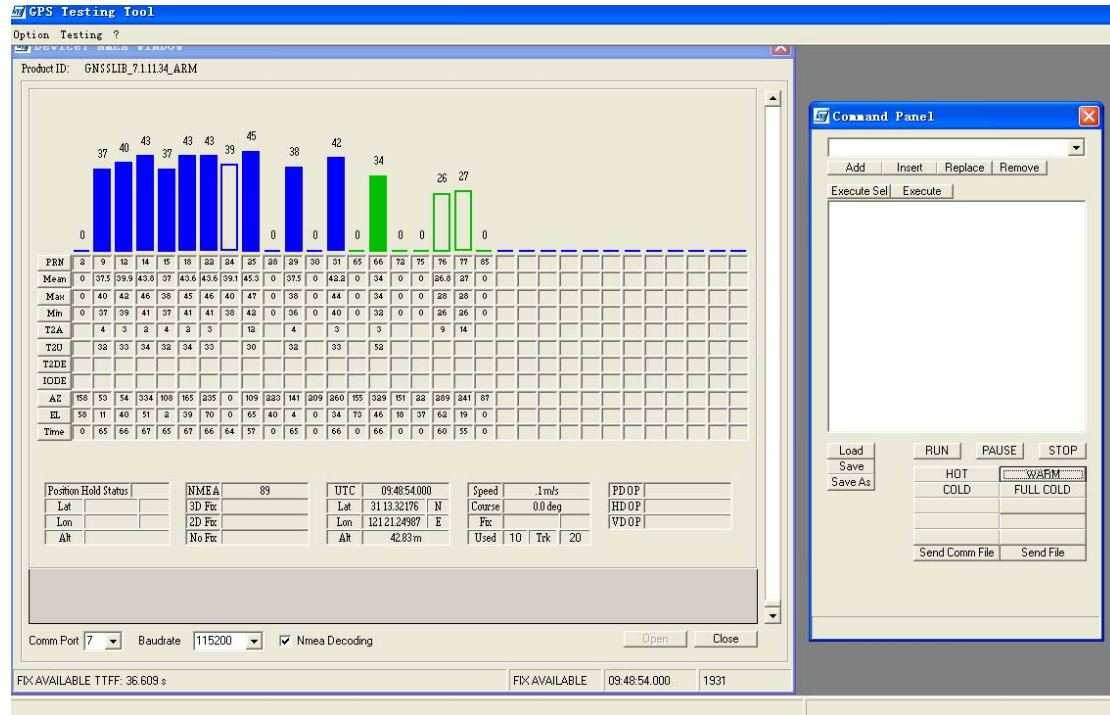 GPS Testing Tool
Option Testing ?
Device7 NMEA WINDOW
Product ID: GNSSLIB_7.1.11.34_ARM
0 37 40 43 37 43 43 39 45 0 38 0 42 0 34 0 0 26 27 0
PRN 2 9 12 14 15 18 22 24 25 28 29 30 31 65 66 72 75 76 77 85
Mean 0 37.5 39.9 43.8 37 43.6 43.6 39.1 45.3 0 37.5 0 42.2 0 34 0 0 26.8 27 0
Max 0 40 42 46 38 45 46 40 47 0 38 0 44 0 34 0 0 28 28 0
Min 0 37 39 41 37 41 41 38 42 0 36 0 40 0 32 0 0 26 26 0
T2A 4 3 2 4 2 3 12 4 3 3 9 14
T2U 32 33 34 32 34 33 30 32 33 52
T2DE
IODE
AZ 158 53 54 334 108 165 235 0 109 223 141 209 260 155 329 151 22 289 241 87
EL 58 11 40 51 2 39 70 0 65 40 4 0 34 73 46 18 37 62 19 0
Time 0 65 66 67 65 67 66 64 57 0 65 0 66 0 66 0 0 60 55 0
Position Hold Status NMEA 89 UTC 09:48:54.000 Speed .1m/s PDOP
Lat 3D Fix Lat 31 13.32176 N Course 0.0 deg HDOP
Lon 2D Fix Lon 121 21.24987 E Fix VDOP
Alt No Fix Alt 42.83 m Used 10 Trk 20
Comm Port 7 Baudrate 115200 Nmea Decoding Open Close
FIX AVAILABLE TTFF: 36.609 s FIX AVAILABLE 09:48:54.000 1931
Command Panel
Add Insert Replace Remove
Execute Sel Execute
Load RUN PAUSE STOP
Save HOT WARM
Save As COLD FULL COLD
Send Comm File Send File